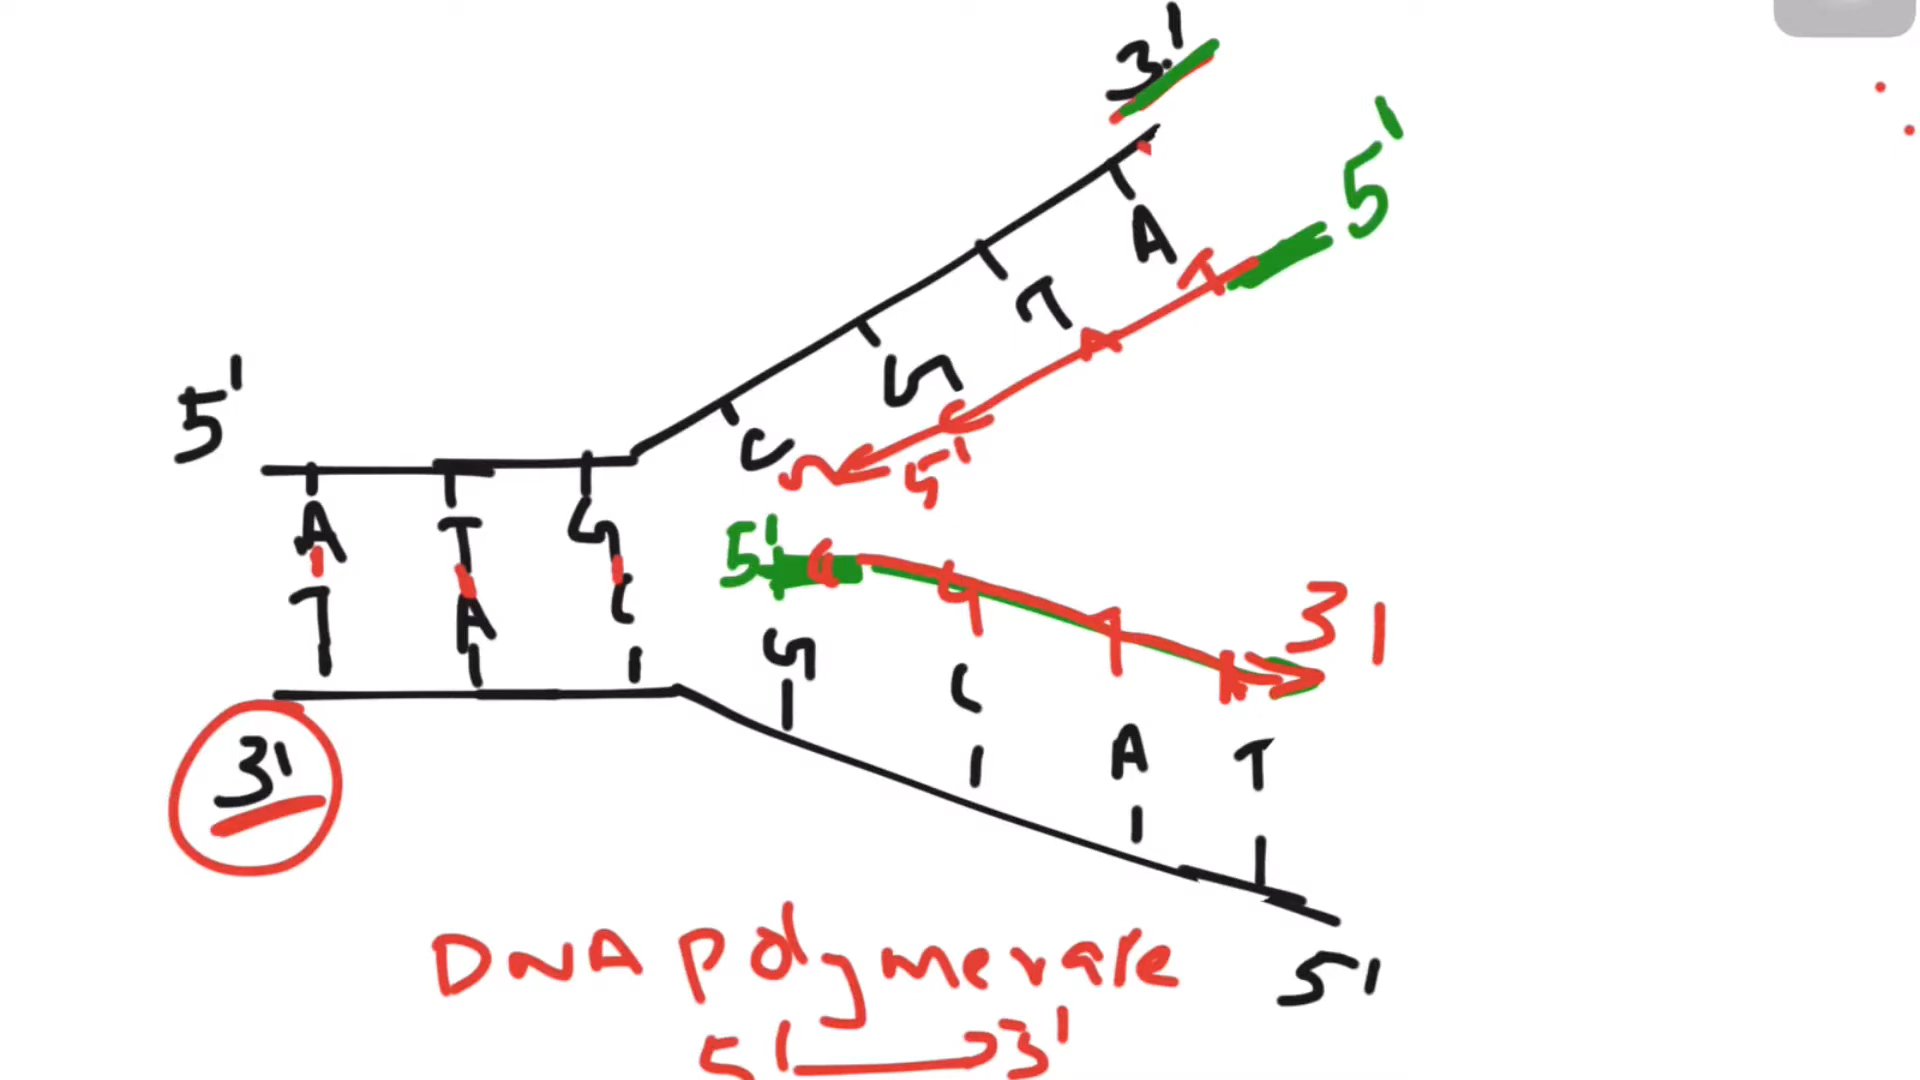 3'
5'
A
T
T
A
G
C
C
G
5'
5'
A T G
T A C
5'
C C T A
3'
G C A T
3'
5'
DNA polymerase
5' → 3'